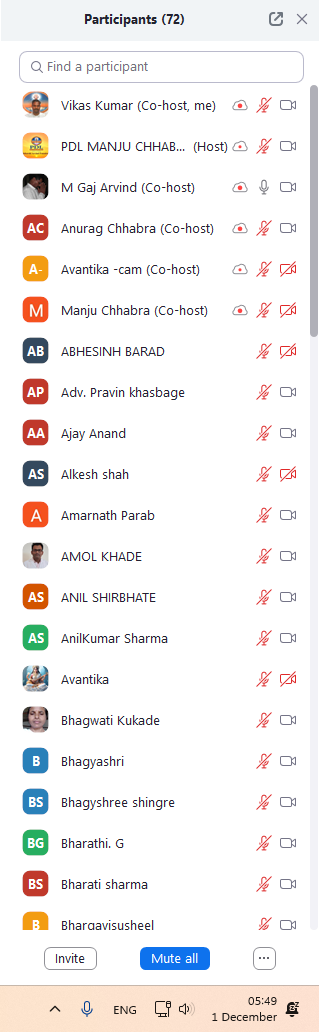 Participants (72)
Find a participant
Vikas Kumar (Co-host, me)
PDL MANJU CHHAB... (Host)
M Gaj Arvind (Co-host)
AC Anurag Chhabra (Co-host)
A- Avantika -cam (Co-host)
M Manju Chhabra (Co-host)
AB ABHESINH BARAD
AP Adv. Pravin khasbage
AA Ajay Anand
AS Alkesh shah
A Amarnath Parab
AMOL KHADE
AS ANIL SHIRBHATE
AS AnilKumar Sharma
Avantika
Bhagwati Kukade
B Bhagyashri
BS Bhagyshree shingre
BG Bharathi. G
BS Bharati sharma
B Bhargavisusheel
Invite Mute all ...
05:49
ENG 1 December